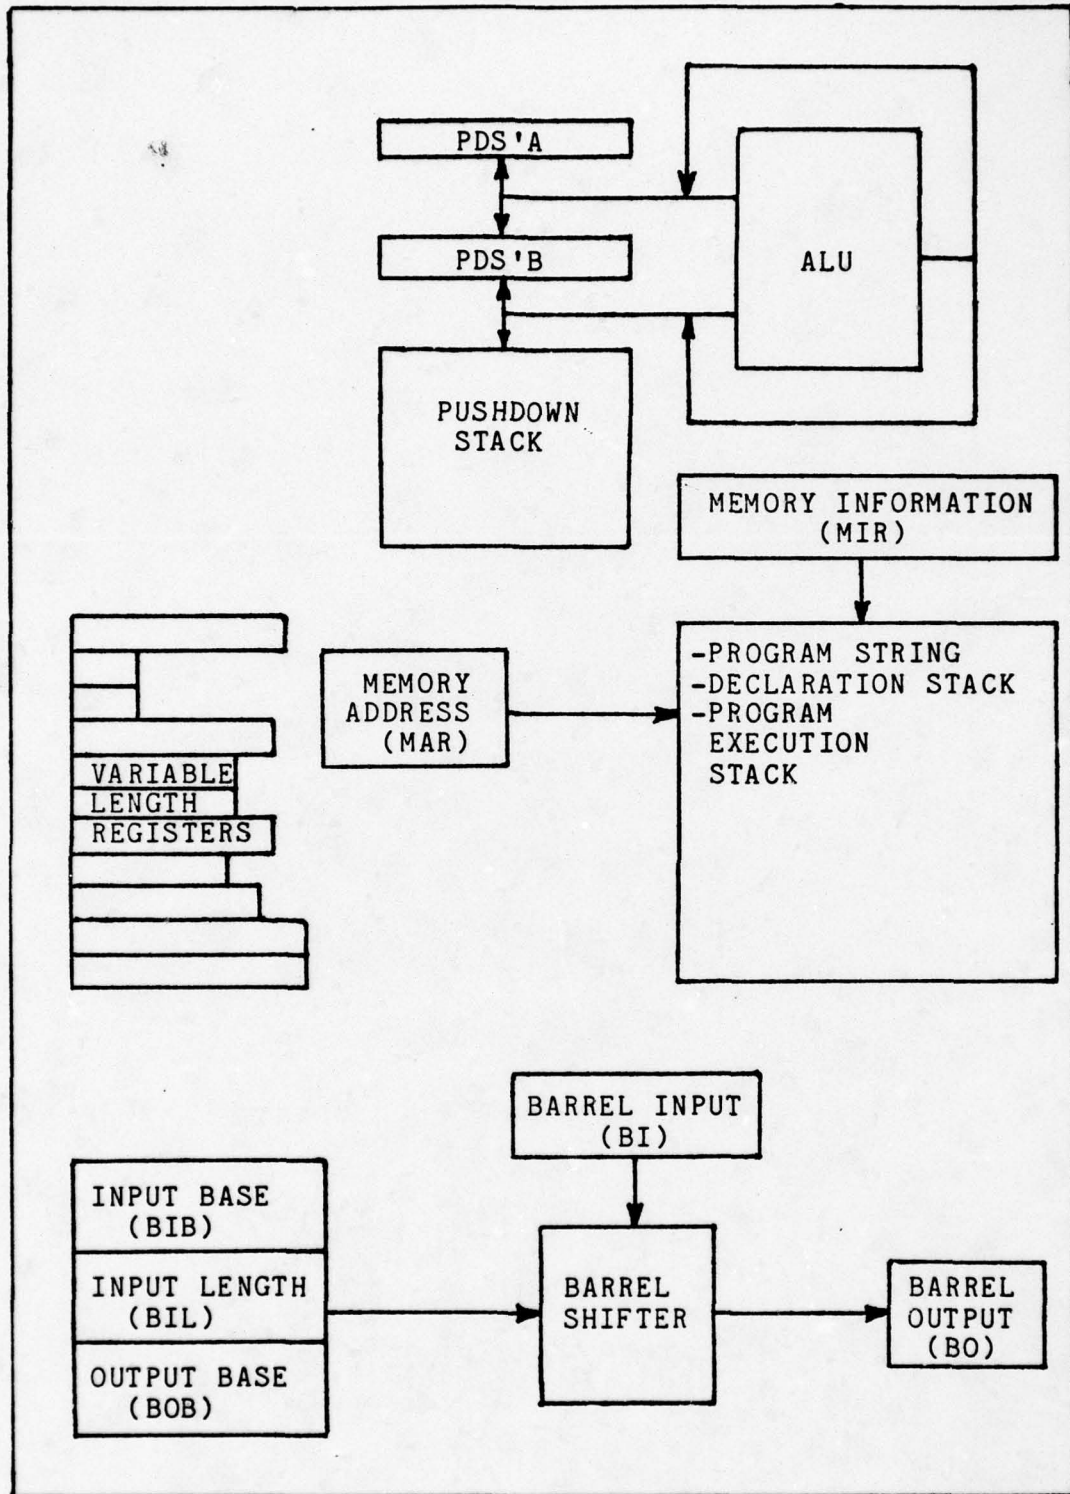 PDS'A
PDS'B
ALU
PUSHDOWN
STACK
MEMORY INFORMATION
(MIR)
MEMORY
ADDRESS
(MAR)
-PROGRAM STRING
-DECLARATION STACK
-PROGRAM
EXECUTION
STACK
VARIABLE
LENGTH
REGISTERS
BARREL INPUT
(BI)
INPUT BASE
(BIB)
INPUT LENGTH
(BIL)
OUTPUT BASE
(BOB)
BARREL
SHIFTER
BARREL
OUTPUT
(BO)